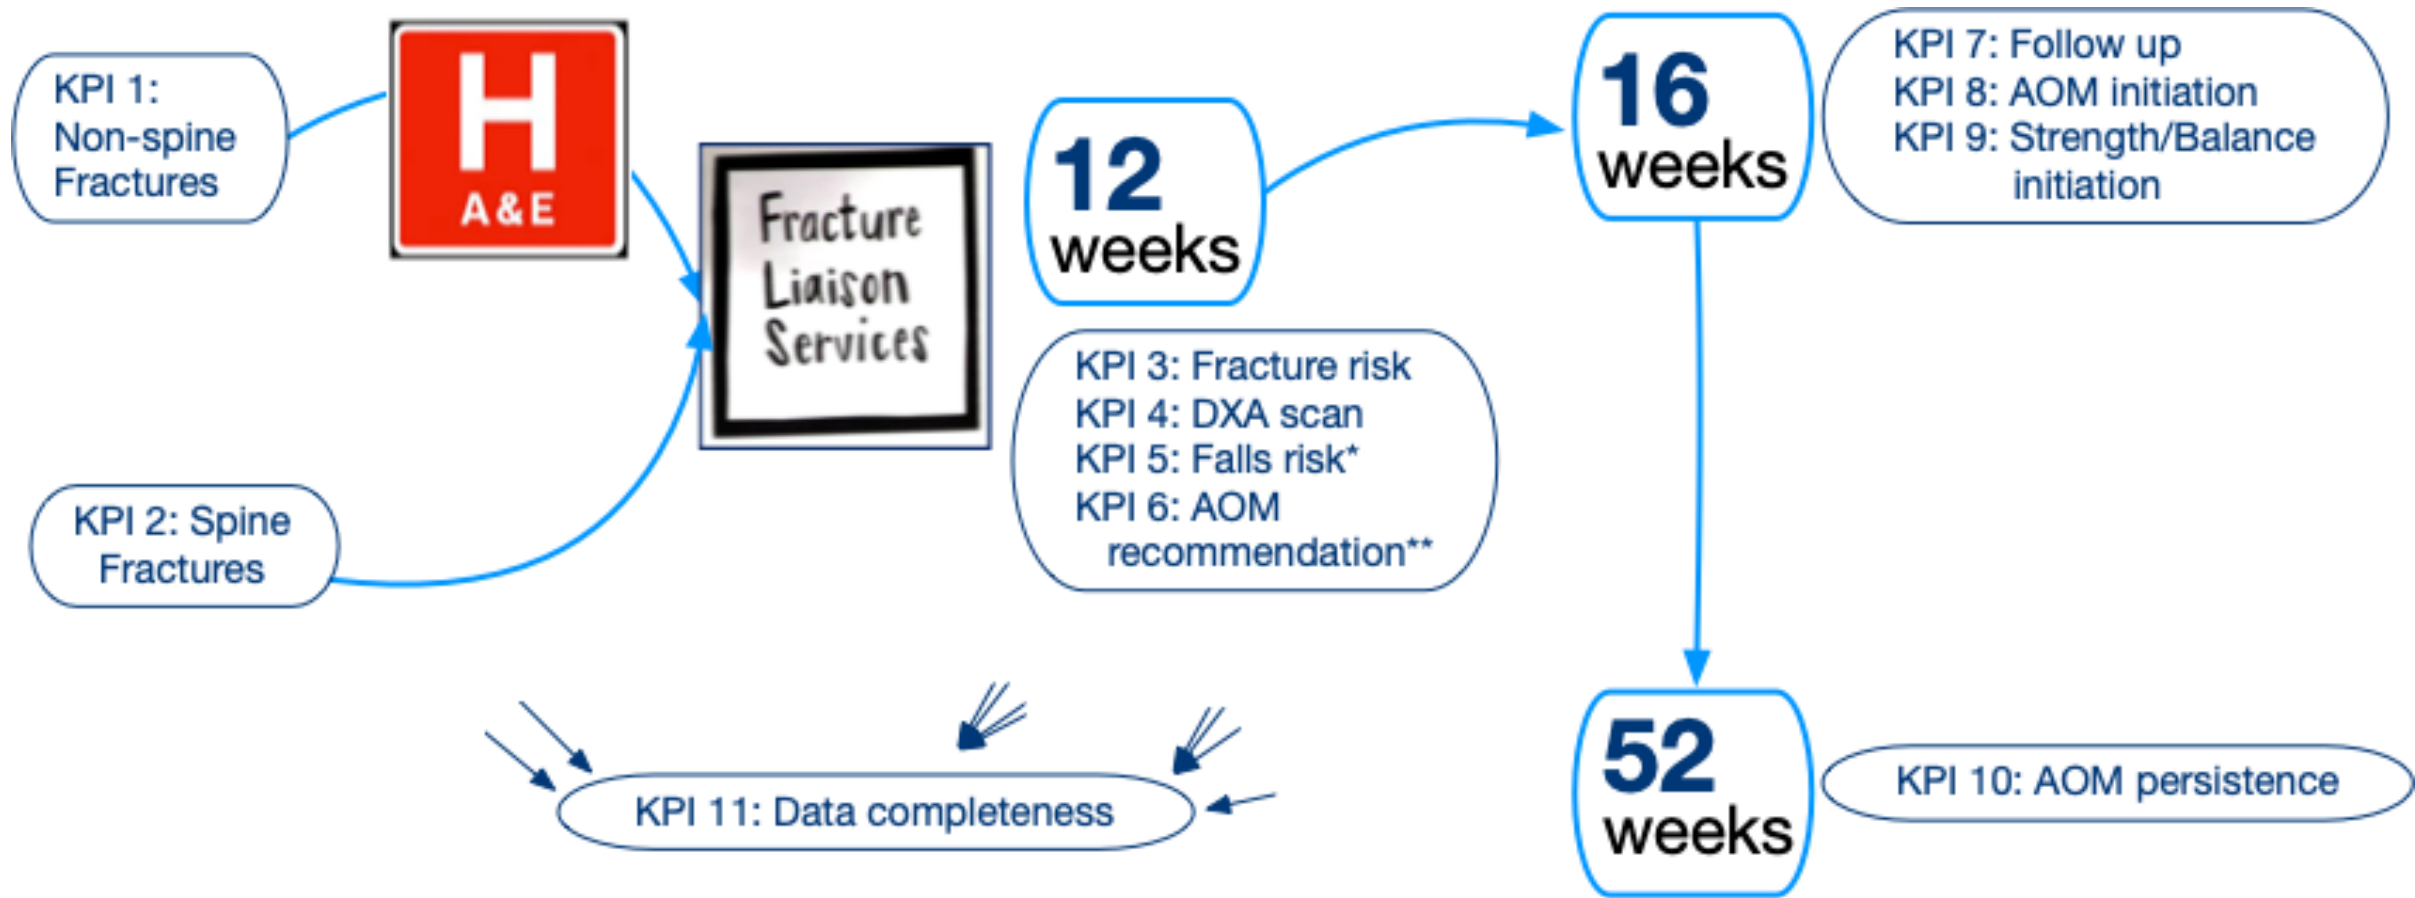 KPI 1:
Non-spine
Fractures
H
A & E
Fracture
Liaison
Services
KPI 2: Spine
Fractures
12
weeks
KPI 3: Fracture risk
KPI 4: DXA scan
KPI 5: Falls risk*
KPI 6: AOM
recommendation**
16
weeks
KPI 7: Follow up
KPI 8: AOM initiation
KPI 9: Strength/Balance
initiation
52
weeks
KPI 10: AOM persistence
KPI 11: Data completeness